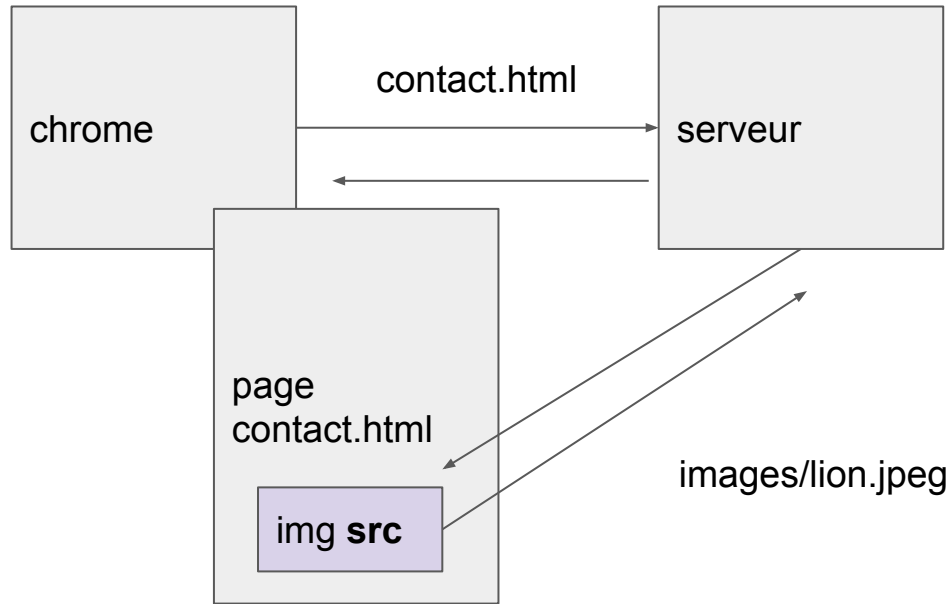 contact.html
chrome
serveur
page
contact.html
images/lion.jpeg
img src